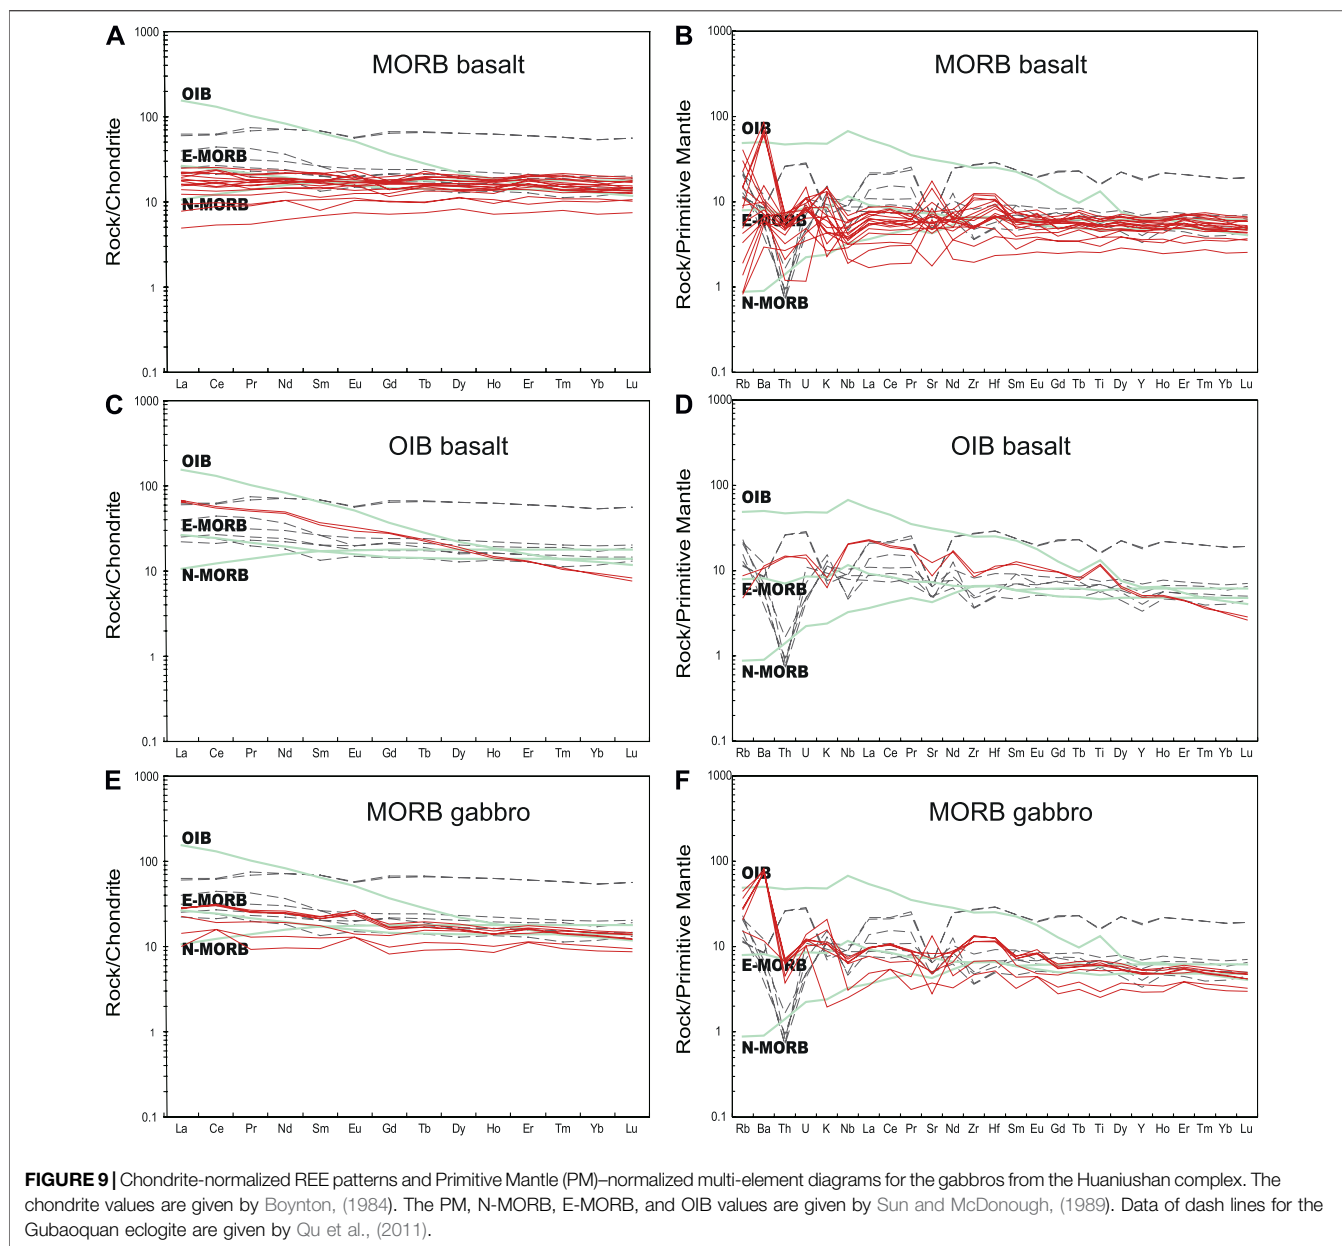 A
MORB basalt
Rock/Chondrite
1000
100
10
1
0.1
OIB
E-MORB
N-MORB
La Ce Pr Nd Sm Eu Gd Tb Dy Ho Er Tm Yb Lu
B
MORB basalt
Rock/Primitive Mantle
1000
100
10
1
0.1
OIB
E-MORB
N-MORB
Rb Ba Th U K Nb La Ce Pr Sr Nd Zr Hf Sm Eu Gd Tb Ti Dy Y Ho Er Tm Yb Lu
C
OIB basalt
Rock/Chondrite
1000
100
10
1
0.1
OIB
E-MORB
N-MORB
La Ce Pr Nd Sm Eu Gd Tb Dy Ho Er Tm Yb Lu
D
OIB basalt
Rock/Primitive Mantle
1000
100
10
1
0.1
OIB
E-MORB
N-MORB
Rb Ba Th U K Nb La Ce Pr Sr Nd Zr Hf Sm Eu Gd Tb Ti Dy Y Ho Er Tm Yb Lu
E
MORB gabbro
Rock/Chondrite
1000
100
10
1
0.1
OIB
E-MORB
N-MORB
La Ce Pr Nd Sm Eu Gd Tb Dy Ho Er Tm Yb Lu
F
MORB gabbro
Rock/Primitive Mantle
1000
100
10
1
0.1
OIB
E-MORB
N-MORB
Rb Ba Th U K Nb La Ce Pr Sr Nd Zr Hf Sm Eu Gd Tb Ti Dy Y Ho Er Tm Yb Lu
FIGURE 9 | Chondrite-normalized REE patterns and Primitive Mantle (PM)–normalized multi-element diagrams for the gabbros from the Huaniushan complex. The
chondrite values are given by Boynton, (1984). The PM, N-MORB, E-MORB, and OIB values are given by Sun and McDonough, (1989). Data of dash lines for the
Gubaoquan eclogite are given by Qu et al., (2011).